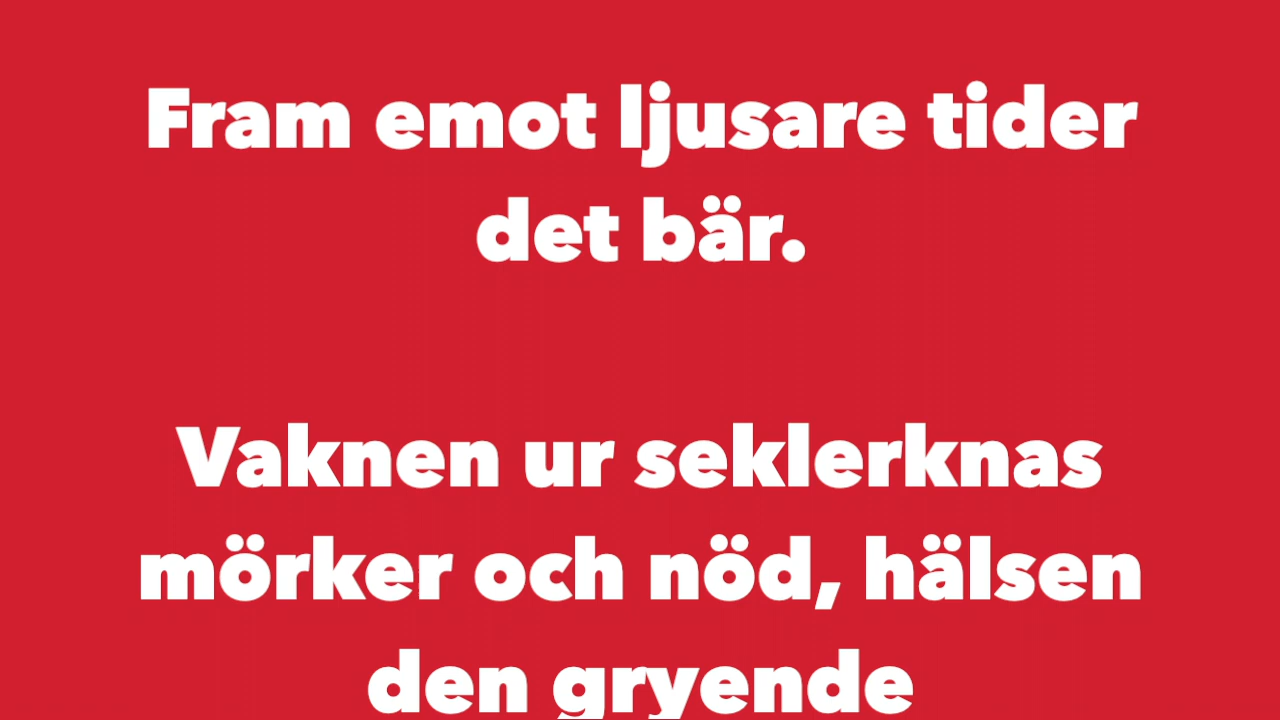 Fram emot ljusare tider
det bär.
Vaknen ur seklerknas
mörker och nöd, hälsen
den gryende